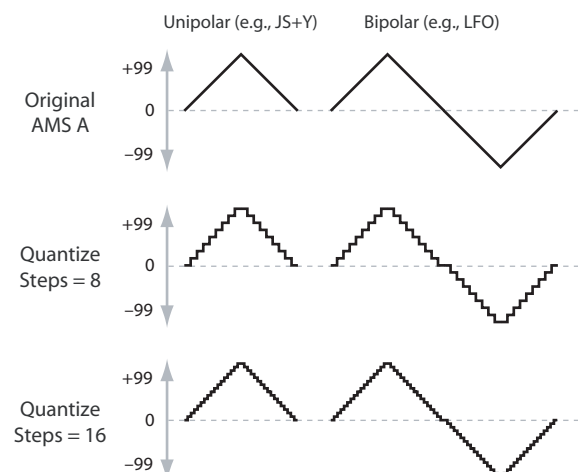 Unipolar (e.g., JS+Y) Bipolar (e.g., LFO)
+99
Original
AMS A
0
–99
+99
Quantize
Steps = 8
0
–99
+99
Quantize
Steps = 16
0
–99